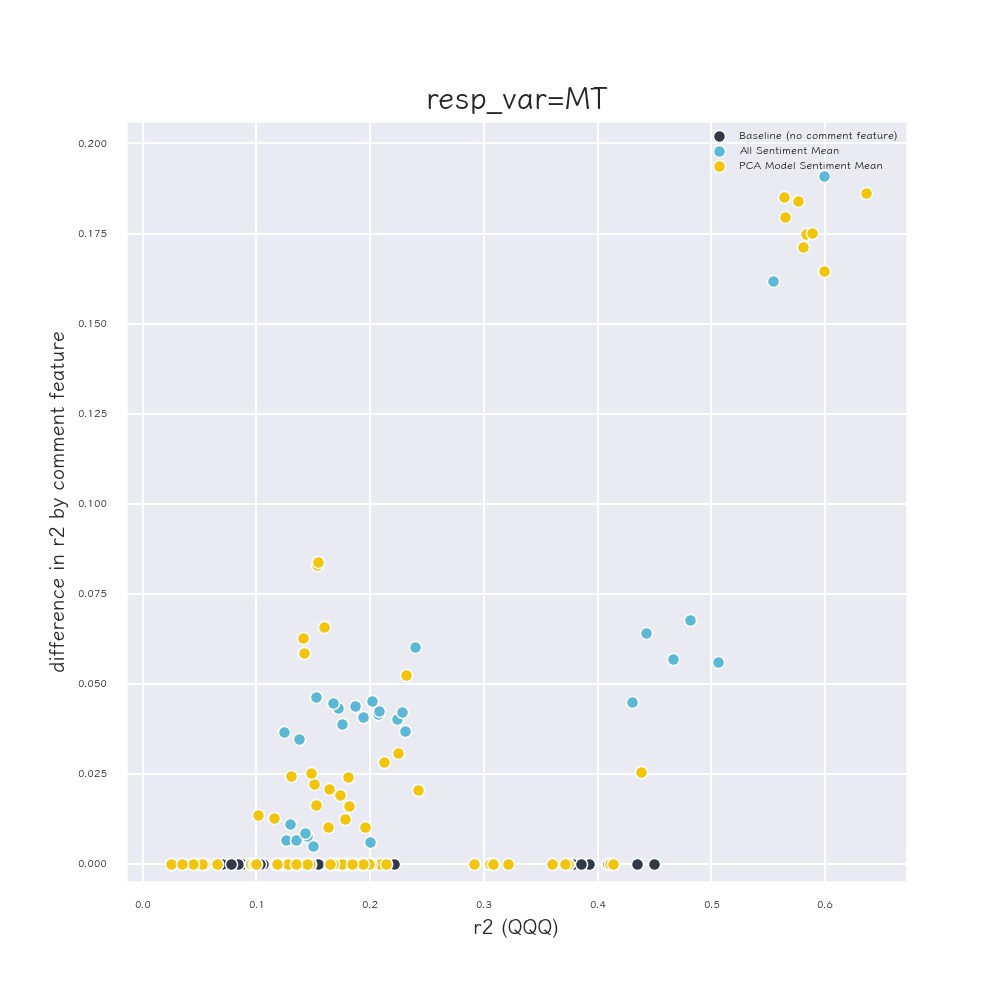 resp_var=MT
Baseline (no comment feature)
All Sentiment Mean
PCA Model Sentiment Mean
0.200
0.175
0.150
0.125
0.100
0.075
0.050
0.025
0.000
difference in r2 by comment feature
0.0 0.1 0.2 0.3 0.4 0.5 0.6
r2 (QQQ)